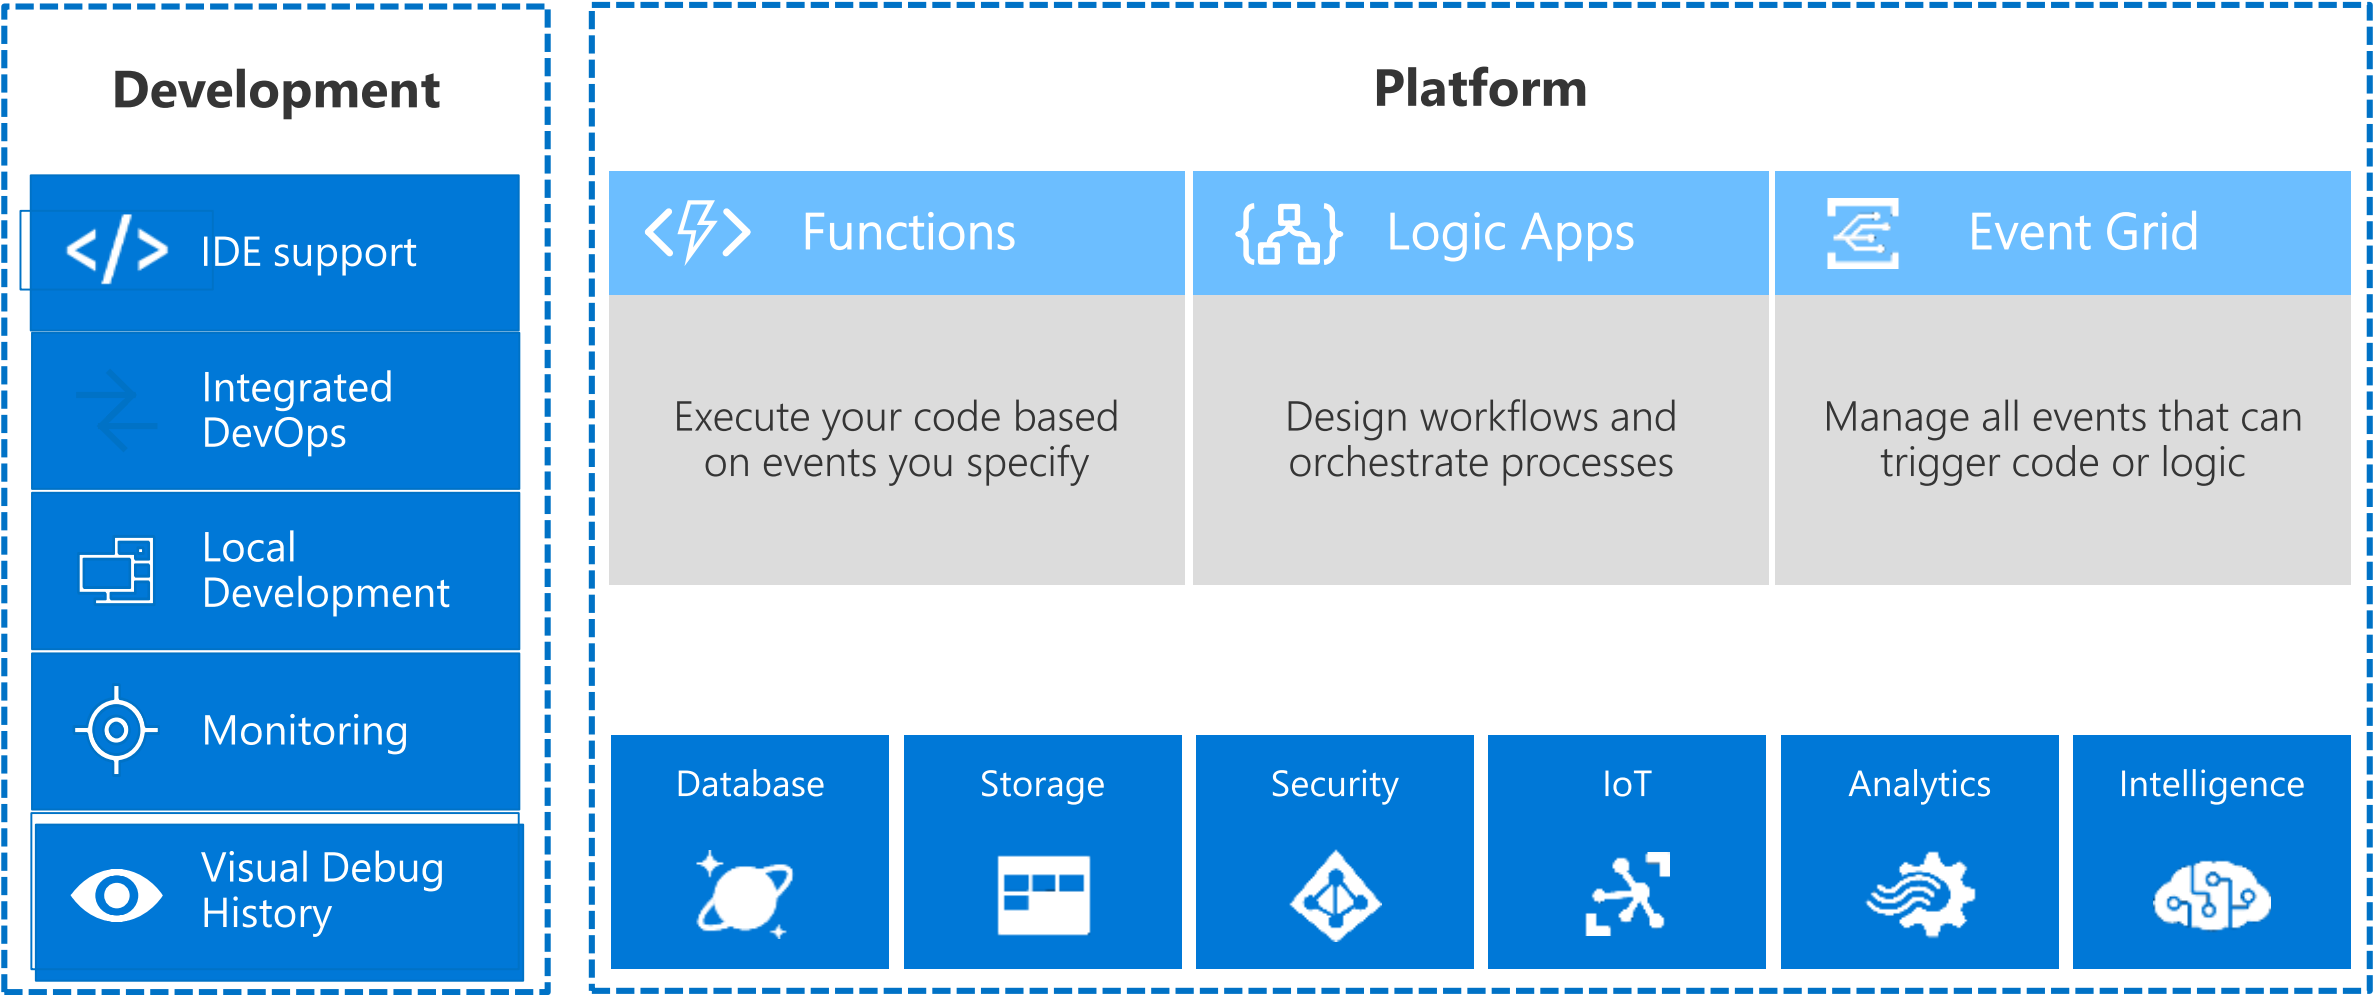 Development
IDE support
Integrated
DevOps
Local
Development
Monitoring
Visual Debug
History
Platform
Functions
Execute your code based
on events you specify
Logic Apps
Design workflows and
orchestrate processes
Event Grid
Manage all events that can
trigger code or logic
Database
Storage
Security
IoT
Analytics
Intelligence